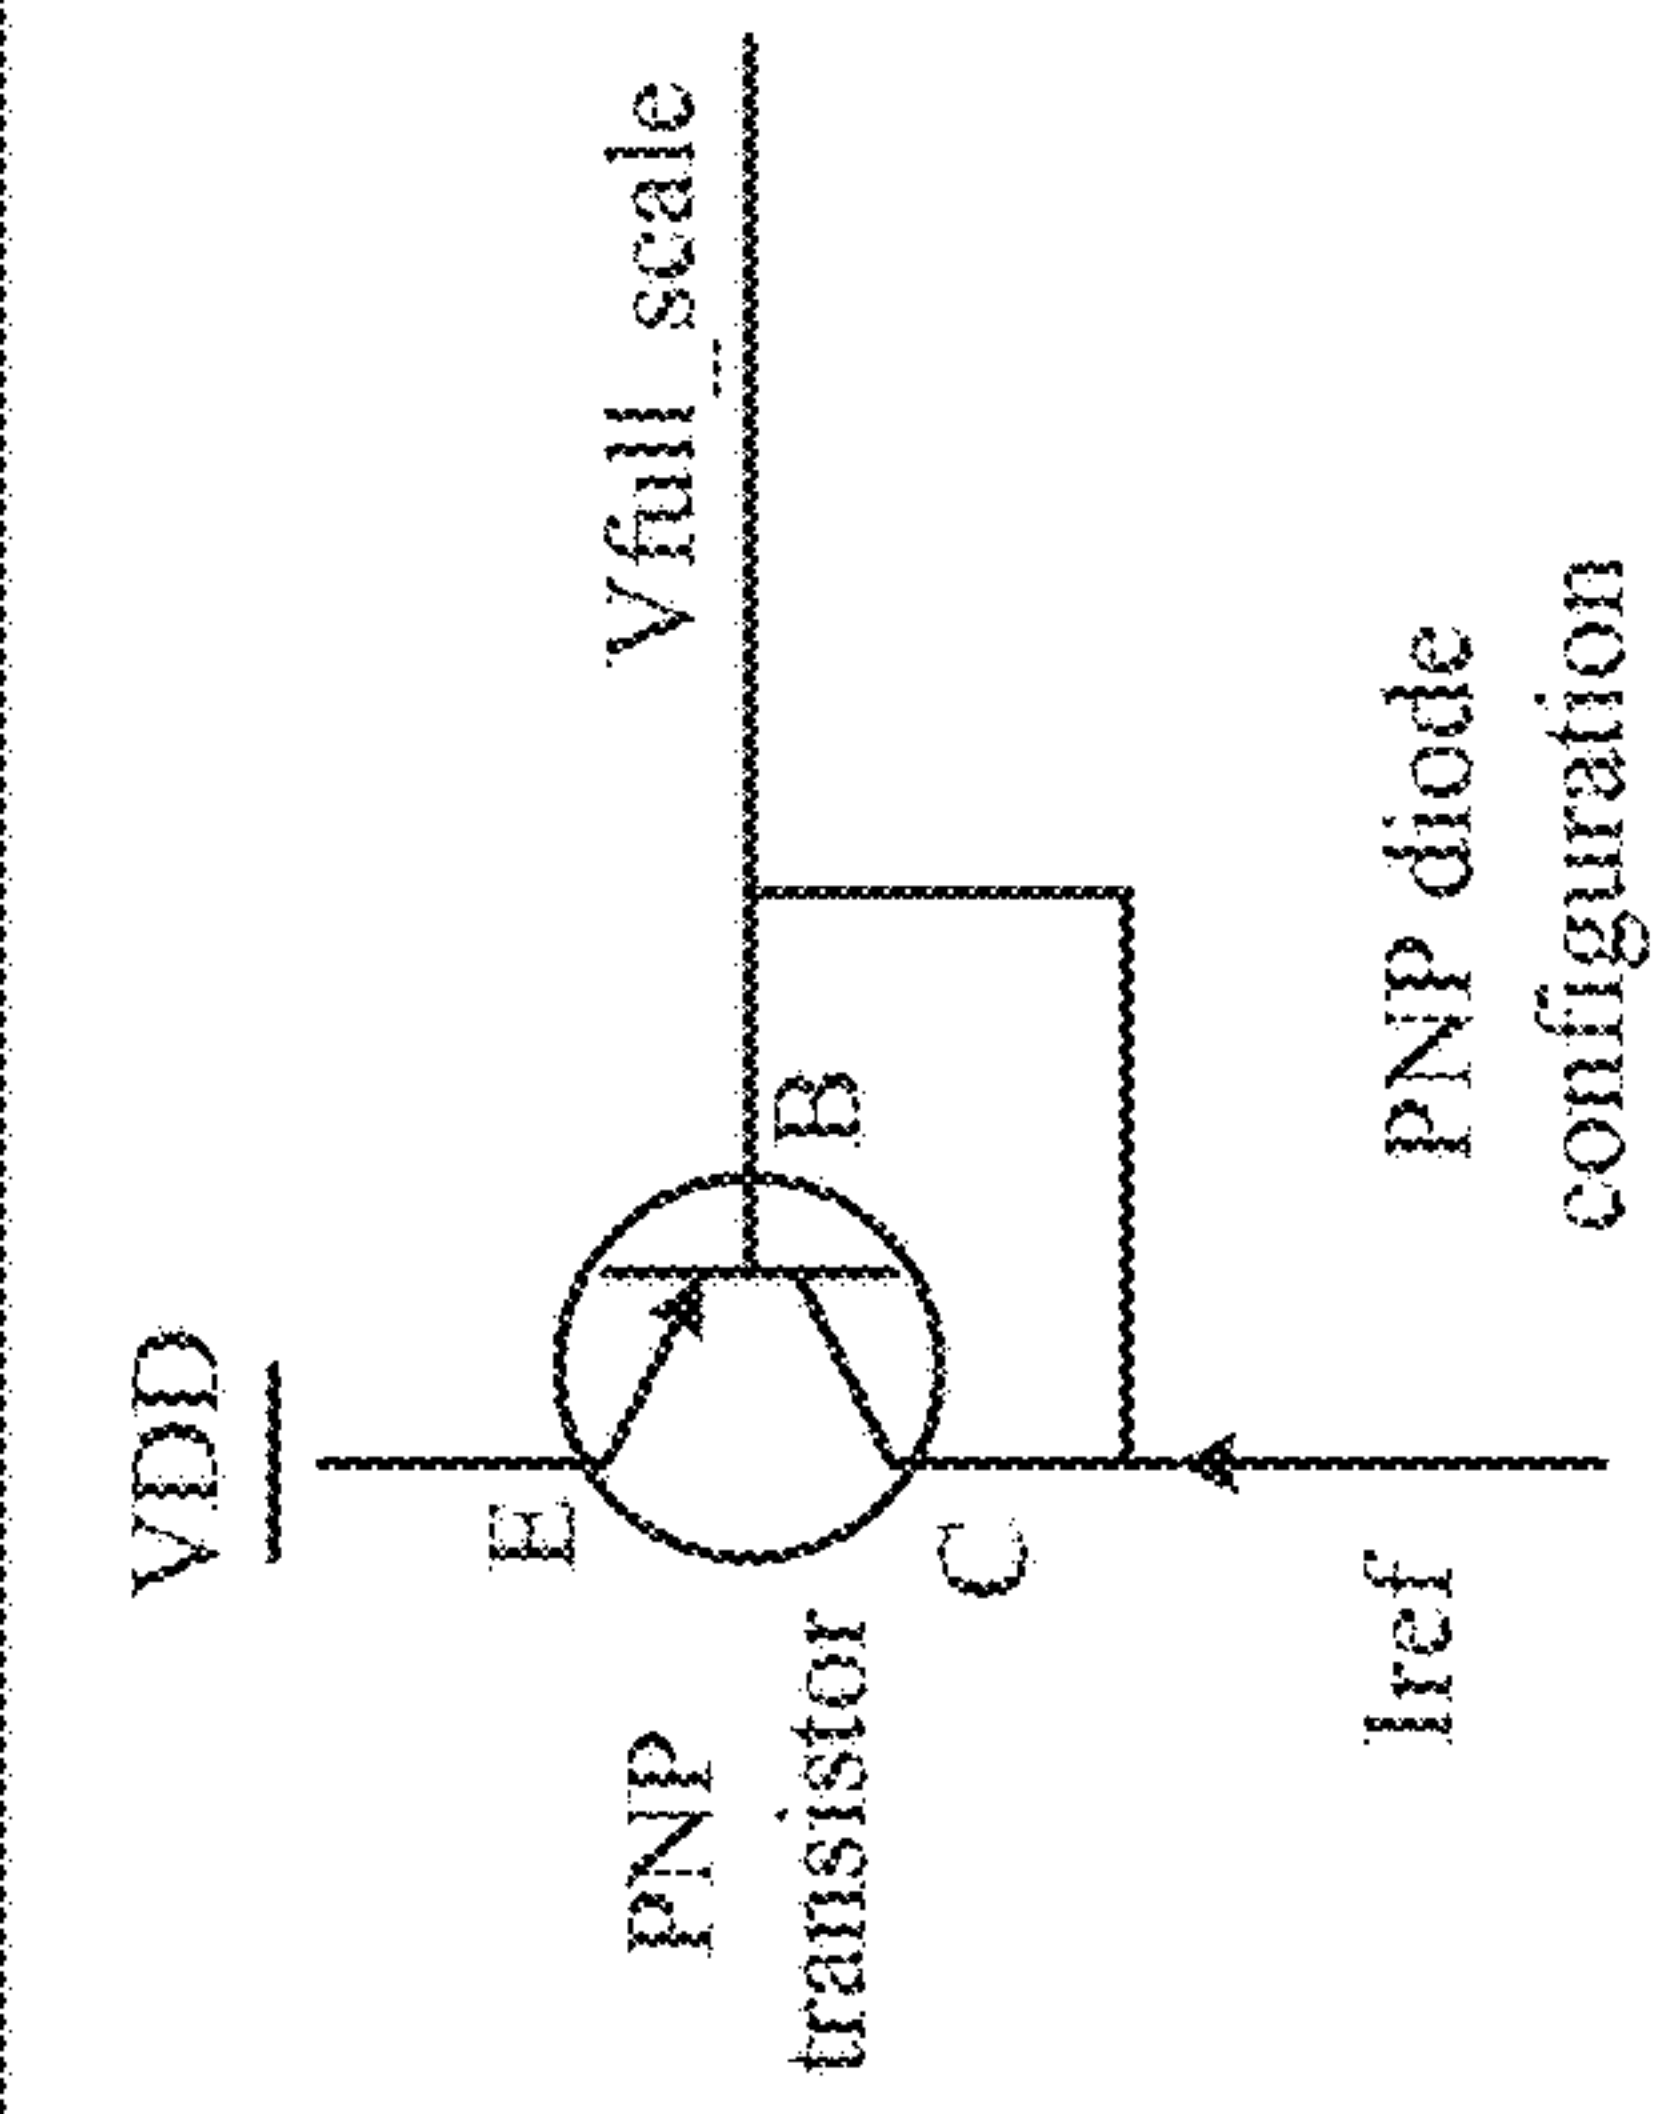 VDD
E
PNP
transistor
B
Vfull_scale
C
Iref
PNP diode
configuration